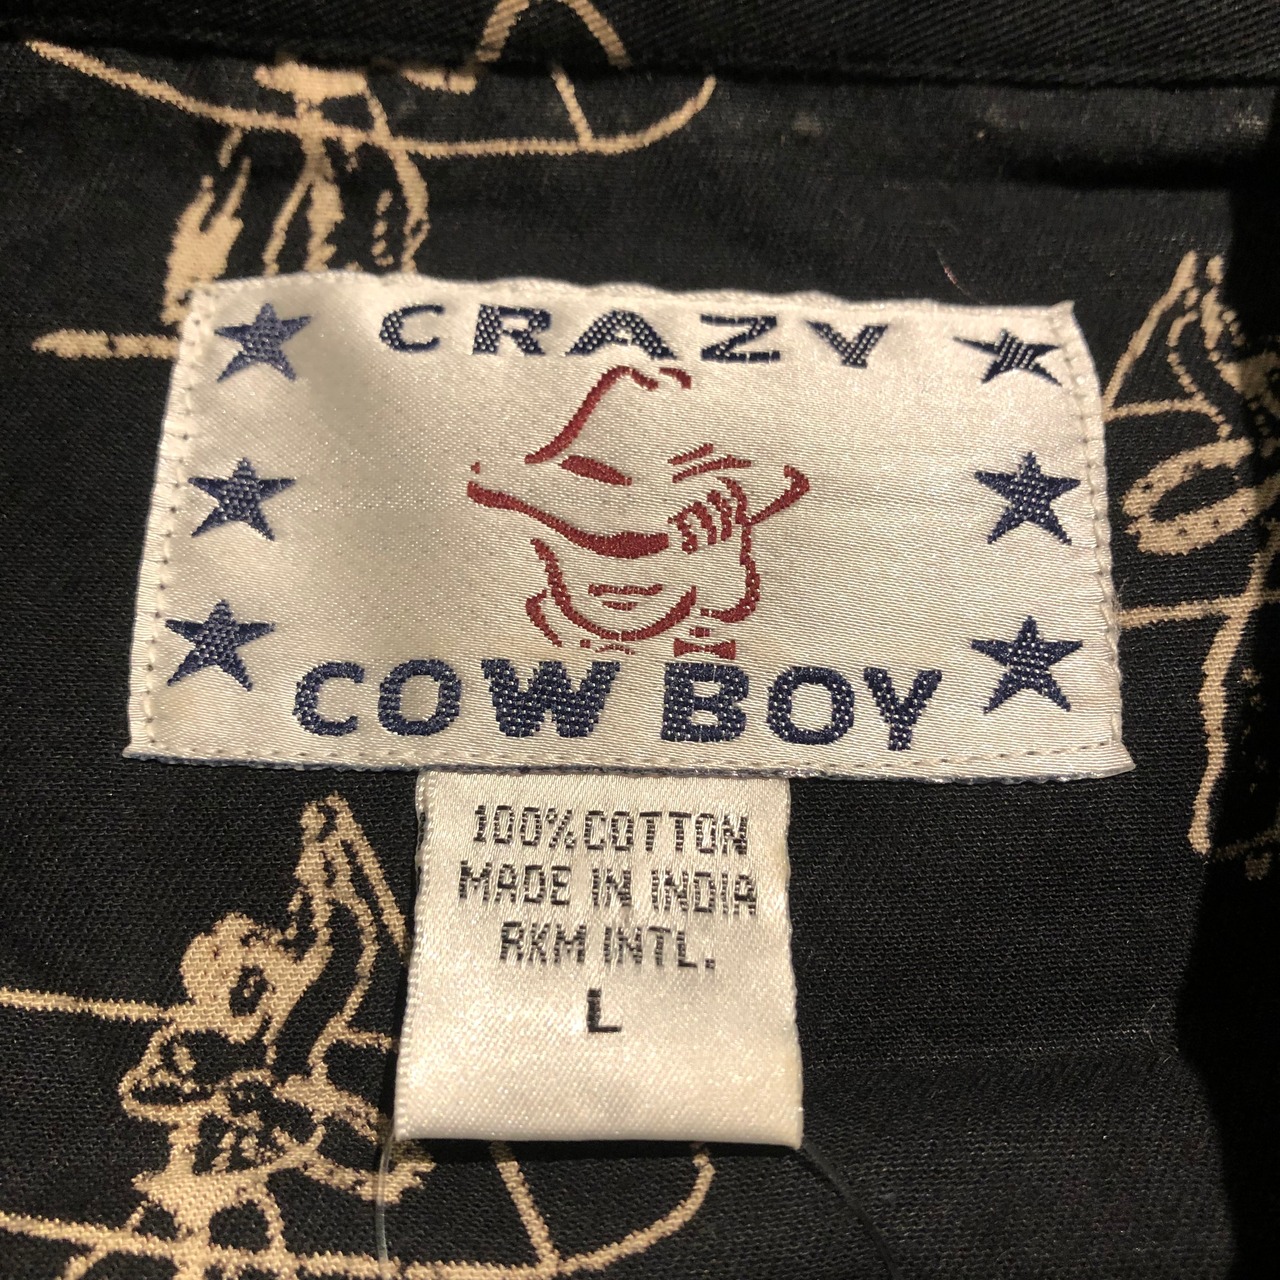 CRAZY
COW BOY
100%COTTON
MADE IN INDIA
RKM INTL.
L